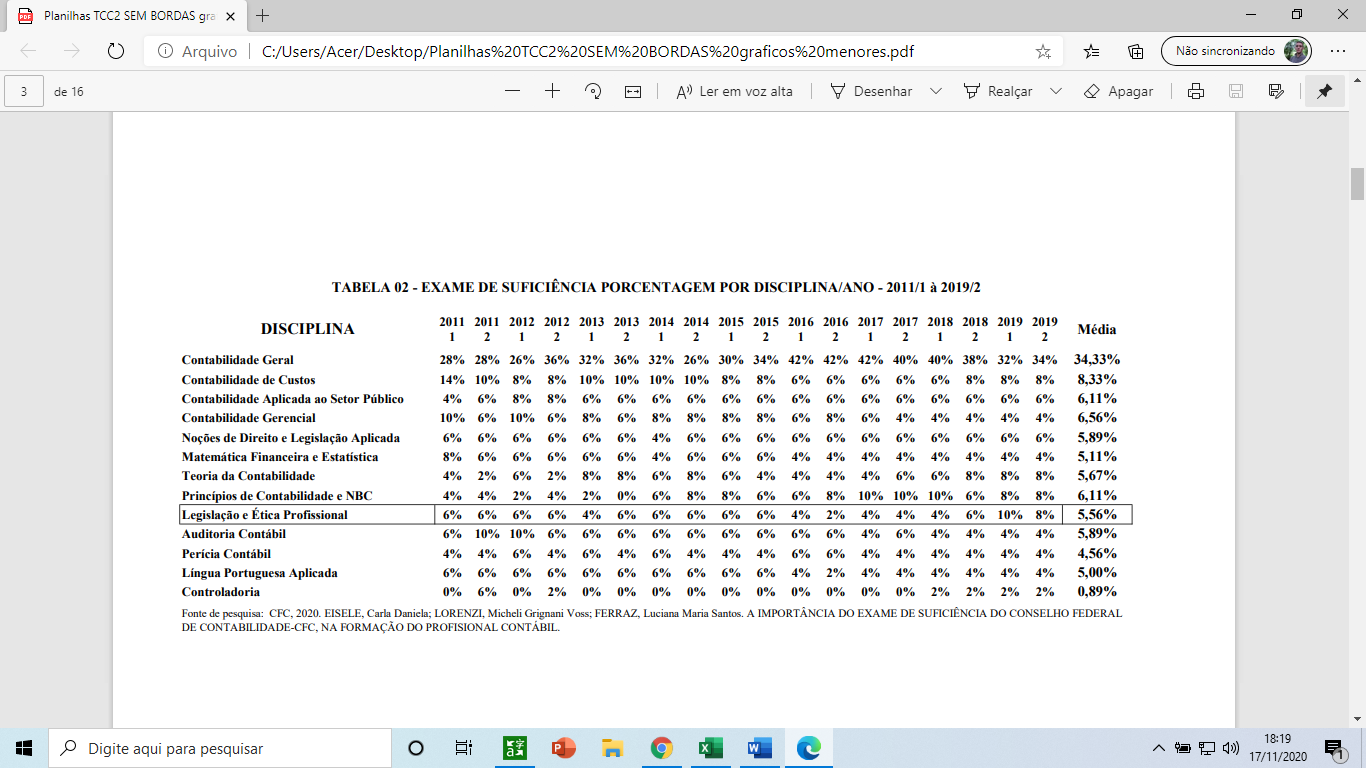 Planilhas TCC2 SEM BORDAS gra
Arquivo C:/Users/Acer/Desktop/Planilhas%20TCC2%20SEM%20BORDAS%20graficos%20menores.pdf Não sincronizando
3 de 16 Ler em voz alta Desenhar Realçar Apagar
TABELA 02 - EXAME DE SUFICIÊNCIA PORCENTAGEM POR DISCIPLINA/ANO - 2011/1 à 2019/2
DISCIPLINA 2011 1 2011 2 2012 1 2012 2 2013 1 2013 2 2014 1 2014 2 2015 1 2015 2 2016 1 2016 2 2017 1 2017 2 2018 1 2018 2 2019 1 2019 2 Média
Contabilidade Geral 28% 28% 26% 36% 32% 36% 32% 26% 30% 34% 42% 42% 42% 40% 40% 38% 32% 34% 34,33%
Contabilidade de Custos 14% 10% 8% 8% 10% 10% 10% 10% 8% 8% 6% 6% 6% 6% 6% 8% 8% 8% 8,33%
Contabilidade Aplicada ao Setor Público 4% 6% 8% 8% 6% 6% 6% 6% 6% 6% 6% 6% 6% 6% 6% 6% 6% 6% 6,11%
Contabilidade Gerencial 10% 6% 10% 6% 8% 6% 8% 8% 8% 8% 6% 8% 6% 4% 4% 4% 4% 4% 6,56%
Noções de Direito e Legislação Aplicada 6% 6% 6% 6% 6% 6% 4% 6% 6% 6% 6% 6% 6% 6% 6% 6% 6% 6% 5,89%
Matemática Financeira e Estatística 8% 6% 6% 6% 6% 6% 4% 6% 6% 6% 4% 4% 4% 4% 4% 4% 4% 4% 5,11%
Teoria da Contabilidade 4% 2% 6% 2% 8% 8% 6% 8% 6% 4% 4% 4% 4% 6% 6% 8% 8% 8% 5,67%
Princípios de Contabilidade e NBC 4% 4% 2% 4% 2% 0% 6% 8% 8% 6% 6% 8% 10% 10% 10% 6% 8% 8% 6,11%
Legislação e Ética Profissional 6% 6% 6% 6% 4% 6% 6% 6% 6% 6% 4% 2% 4% 4% 4% 6% 10% 8% 5,56%
Auditoria Contábil 6% 10% 10% 6% 6% 6% 6% 6% 6% 6% 6% 6% 4% 6% 4% 4% 4% 4% 5,89%
Perícia Contábil 4% 4% 6% 4% 6% 4% 6% 4% 4% 4% 6% 6% 4% 4% 4% 4% 4% 4% 4,56%
Língua Portuguesa Aplicada 6% 6% 6% 6% 6% 6% 6% 6% 6% 6% 4% 2% 4% 4% 4% 4% 4% 4% 5,00%
Controladoria 0% 6% 0% 2% 0% 0% 0% 0% 0% 0% 0% 0% 0% 0% 2% 2% 2% 2% 0,89%
Fonte de pesquisa: CFC, 2020. EISELE, Carla Daniela; LORENZI, Micheli Grignani Voss; FERRAZ, Luciana Maria Santos. A IMPORTÂNCIA DO EXAME DE SUFICIÊNCIA DO CONSELHO FEDERAL
DE CONTABILIDADE-CFC, NA FORMAÇÃO DO PROFISIONAL CONTÁBIL.
Digite aqui para pesquisar
18:19
17/11/2020
1